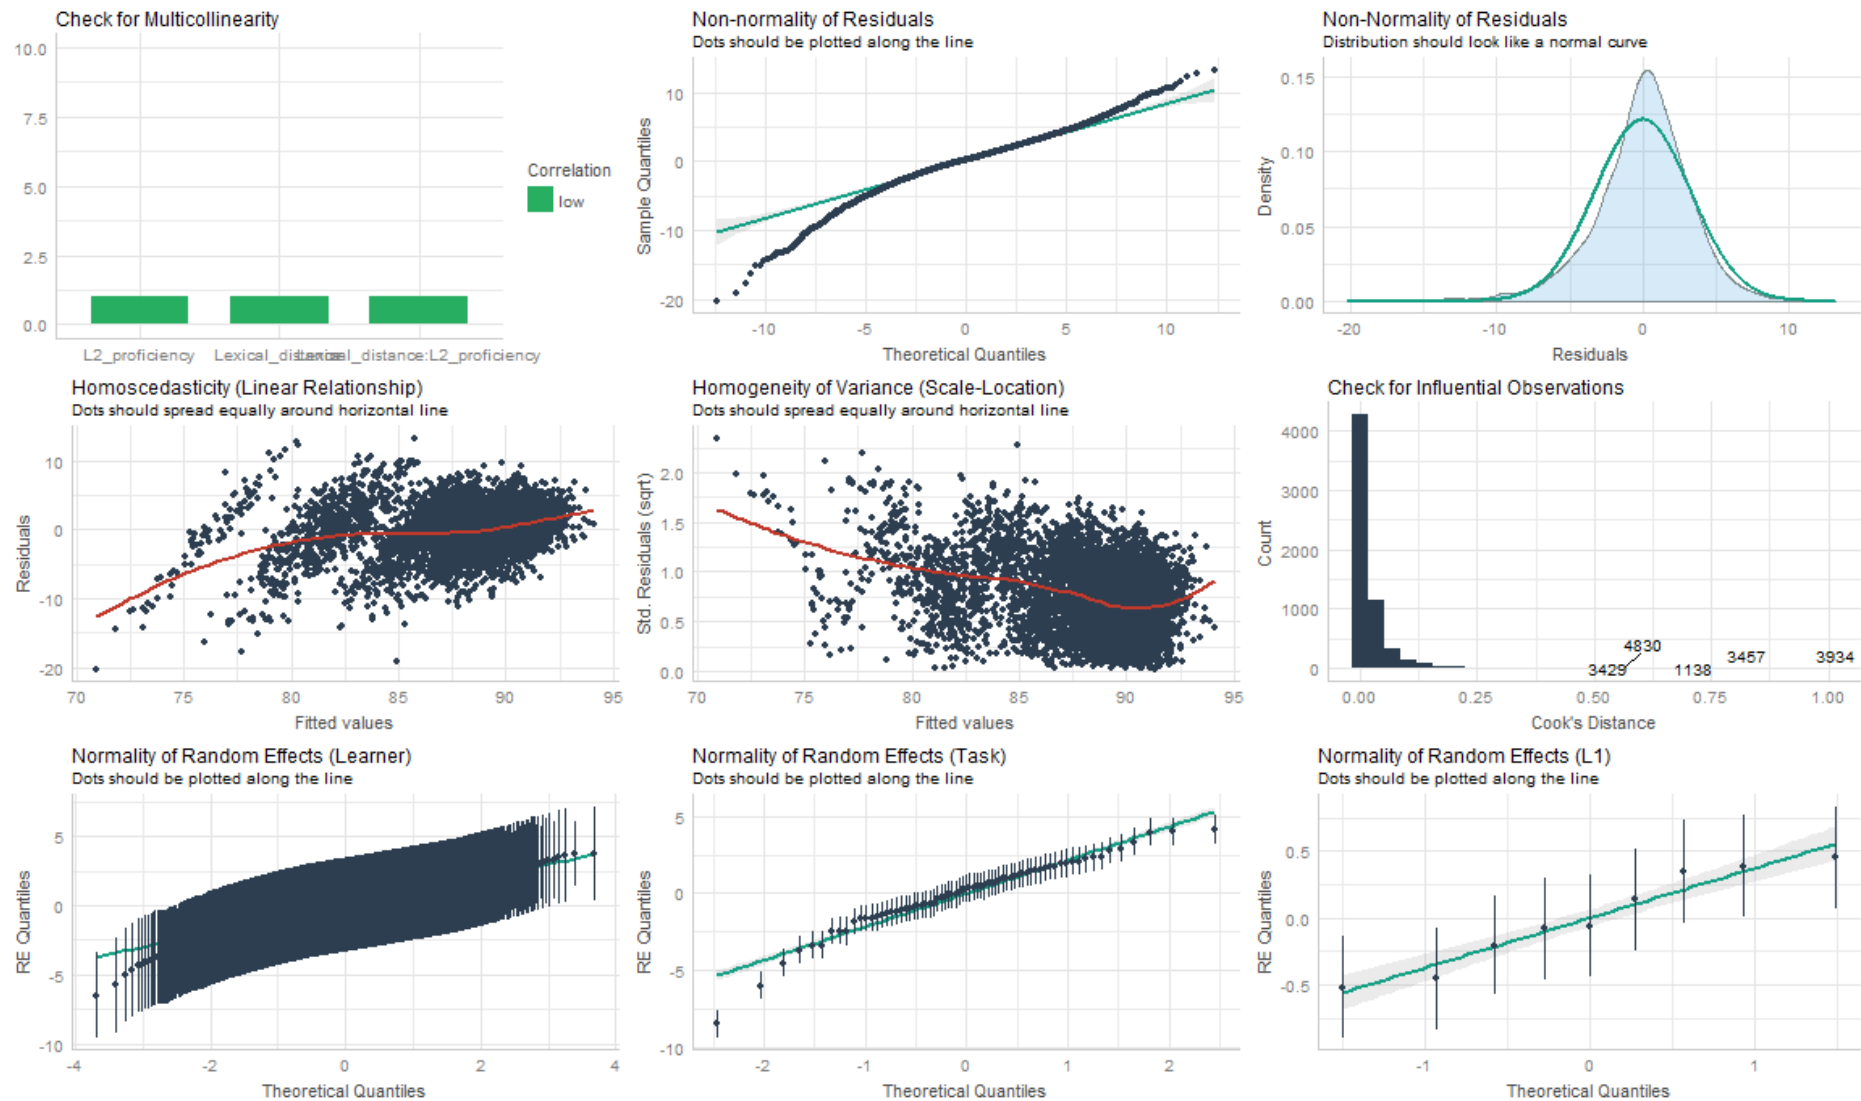 Check for Multicollinearity
10.0
7.5
5.0
2.5
0.0
L2_proficiency
Lexical_distance
Lexical_distance:L2_proficiency
Correlation
low
Non-normality of Residuals
Dots should be plotted along the line
Sample Quantiles
10
0
-10
-20
-10 -5 0 5 10
Theoretical Quantiles
Non-Normality of Residuals
Distribution should look like a normal curve
Density
0.15
0.10
0.05
0.00
-20 -10 0 10
Residuals
Homoscedasticity (Linear Relationship)
Dots should spread equally around horizontal line
Residuals
10
0
-10
-20
70 75 80 85 90 95
Fitted values
Homogeneity of Variance (Scale-Location)
Dots should spread equally around horizontal line
Std. Residuals (sqrt)
2.0
1.5
1.0
0.5
0.0
70 75 80 85 90 95
Fitted values
Check for Influential Observations
Count
4000
3000
2000
1000
0
4830
3429
1138
3457
3934
0.00 0.25 0.50 0.75 1.00
Cook's Distance
Normality of Random Effects (Learner)
Dots should be plotted along the line
RE Quantiles
5
0
-5
-10
-4 -2 0 2 4
Theoretical Quantiles
Normality of Random Effects (Task)
Dots should be plotted along the line
RE Quantiles
5
0
-5
-10
-2 -1 0 1 2
Theoretical Quantiles
Normality of Random Effects (L1)
Dots should be plotted along the line
RE Quantiles
0.5
0.0
-0.5
-1 0 1
Theoretical Quantiles